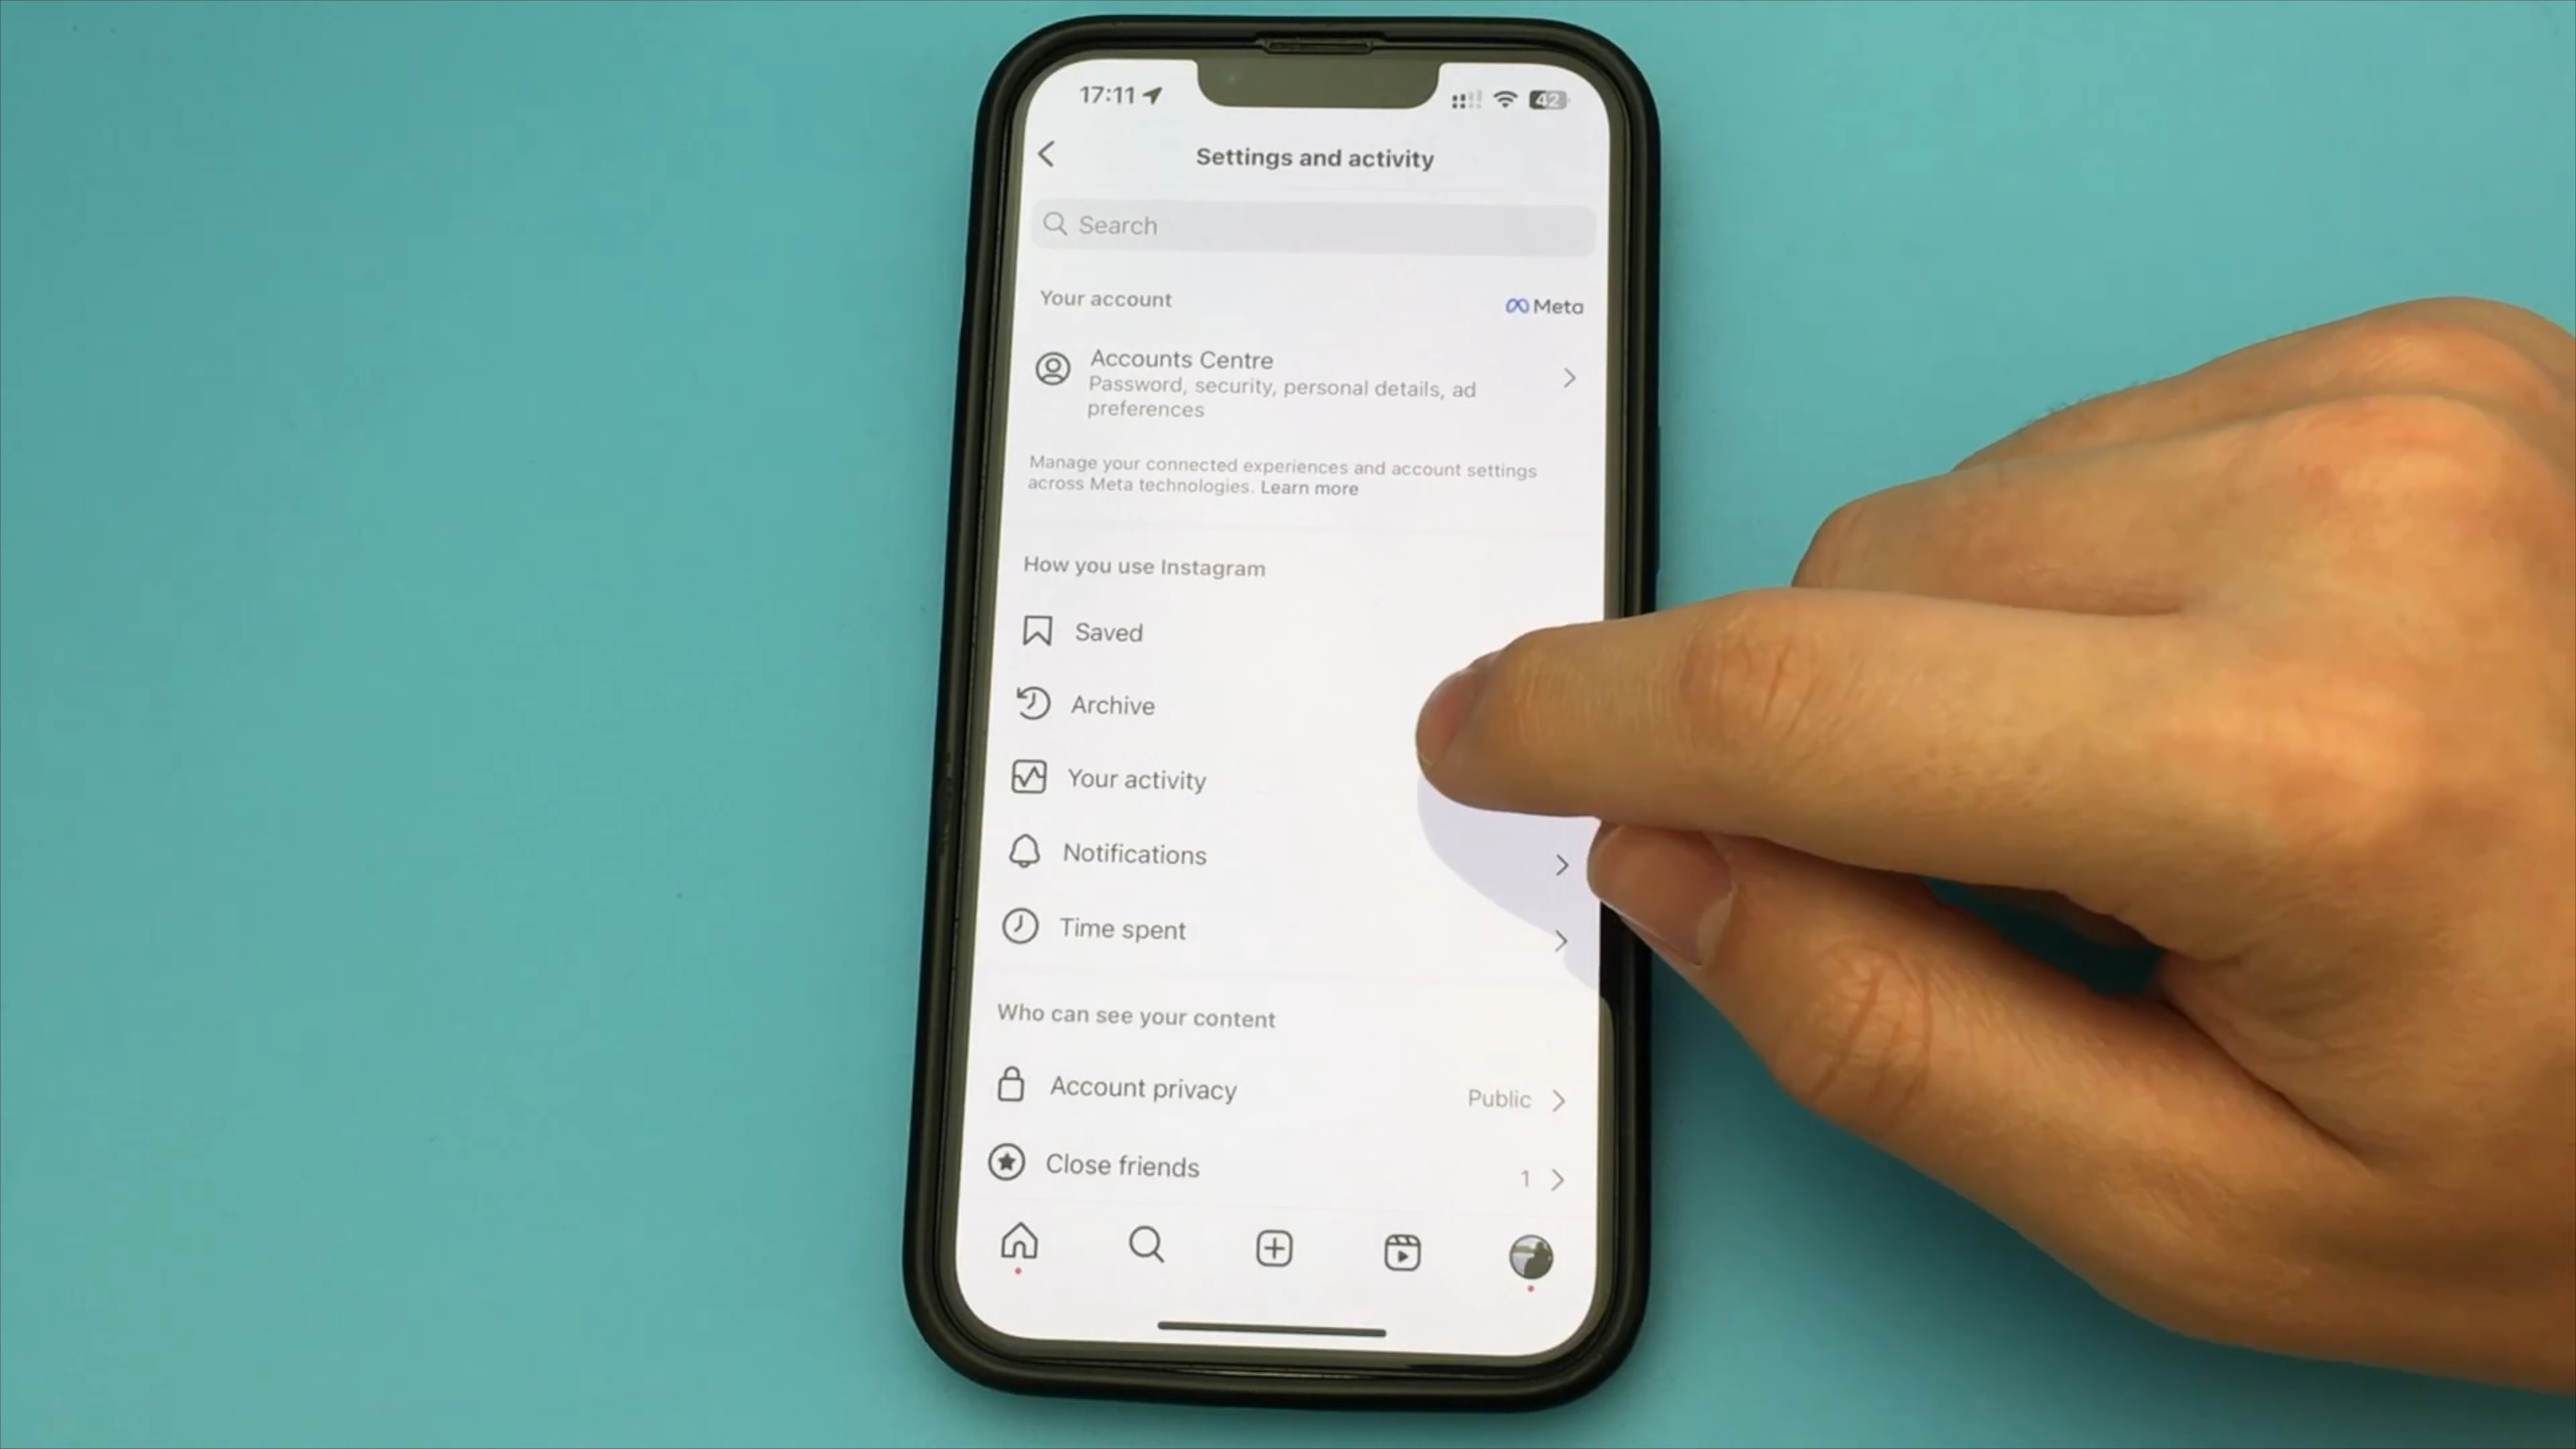 17:11
42
Settings and activity
Search
Your account
Meta
Accounts Centre
Password, security, personal details, ad
preferences
Manage your connected experiences and account settings
across Meta technologies. Learn more
How you use Instagram
Saved
Archive
Your activity
Notifications
Time spent
Who can see your content
Account privacy
Public
Close friends
1